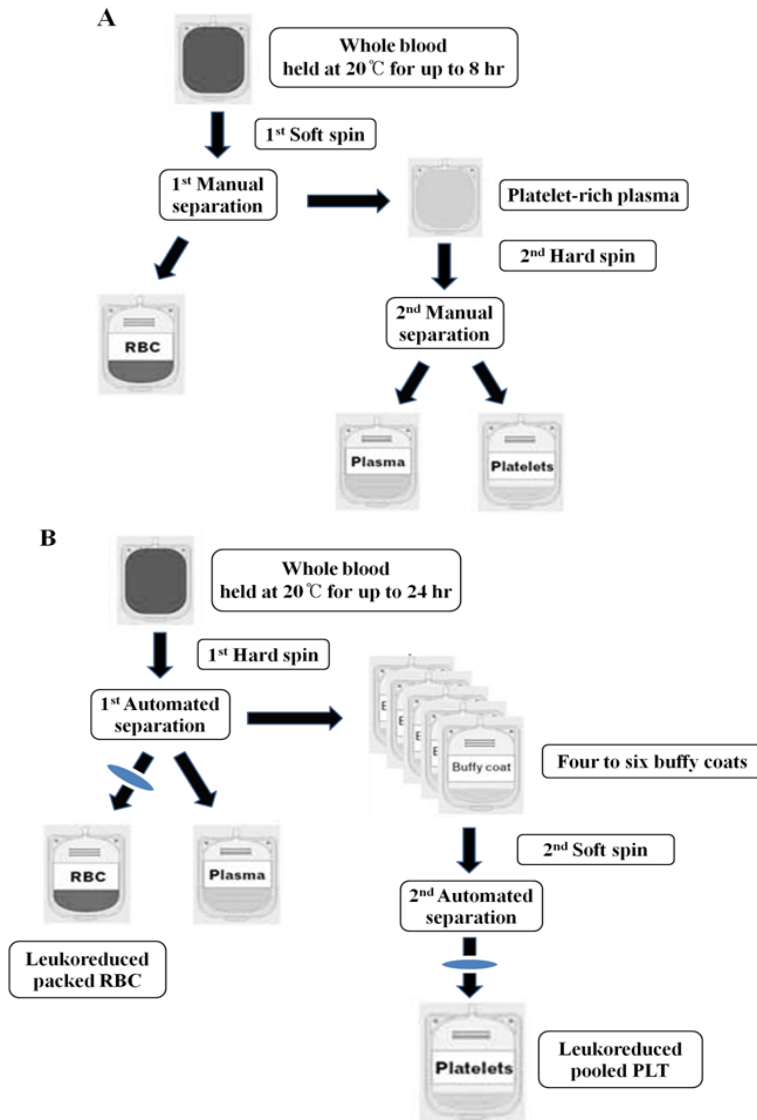 A
Whole blood
held at 20℃ for up to 8 hr
1st Soft spin
1st Manual
separation
Platelet-rich plasma
2nd Hard spin
RBC
2nd Manual
separation
Plasma
Platelets
B
Whole blood
held at 20℃ for up to 24 hr
1st Hard spin
1st Automated
separation
E
E
E
E
Buffy coat
Four to six buffy coats
RBC
Plasma
2nd Soft spin
2nd Automated
separation
Leukoreduced
packed RBC
Platelets
Leukoreduced
pooled PLT